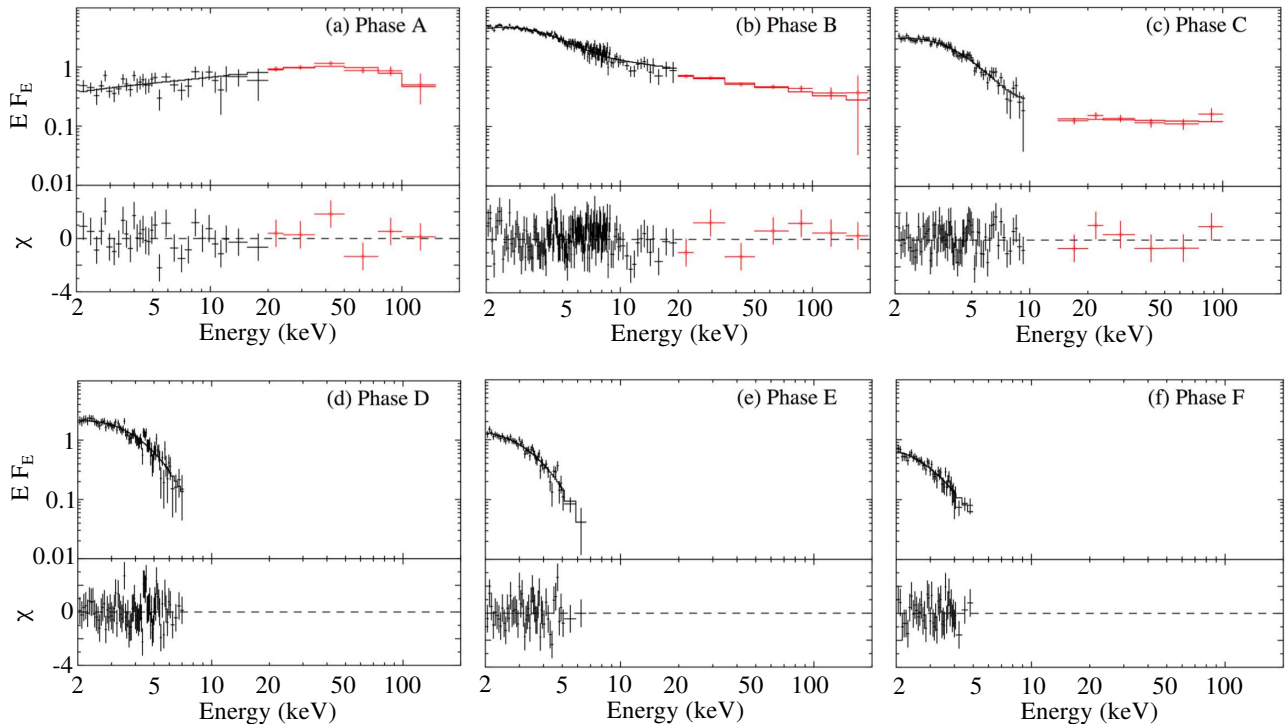 (a) Phase A
(b) Phase B
(c) Phase C
E F_E
1
0.1
0.01
χ
0
-4
2 5 10 20 50 100
2 5 10 20 50 100
2 5 10 20 50 100
Energy (keV)
Energy (keV)
Energy (keV)
(d) Phase D
(e) Phase E
(f) Phase F
E F_E
1
0.1
0.01
χ
0
-4
2 5 10 20 50 100
2 5 10 20 50 100
2 5 10 20 50 100
Energy (keV)
Energy (keV)
Energy (keV)